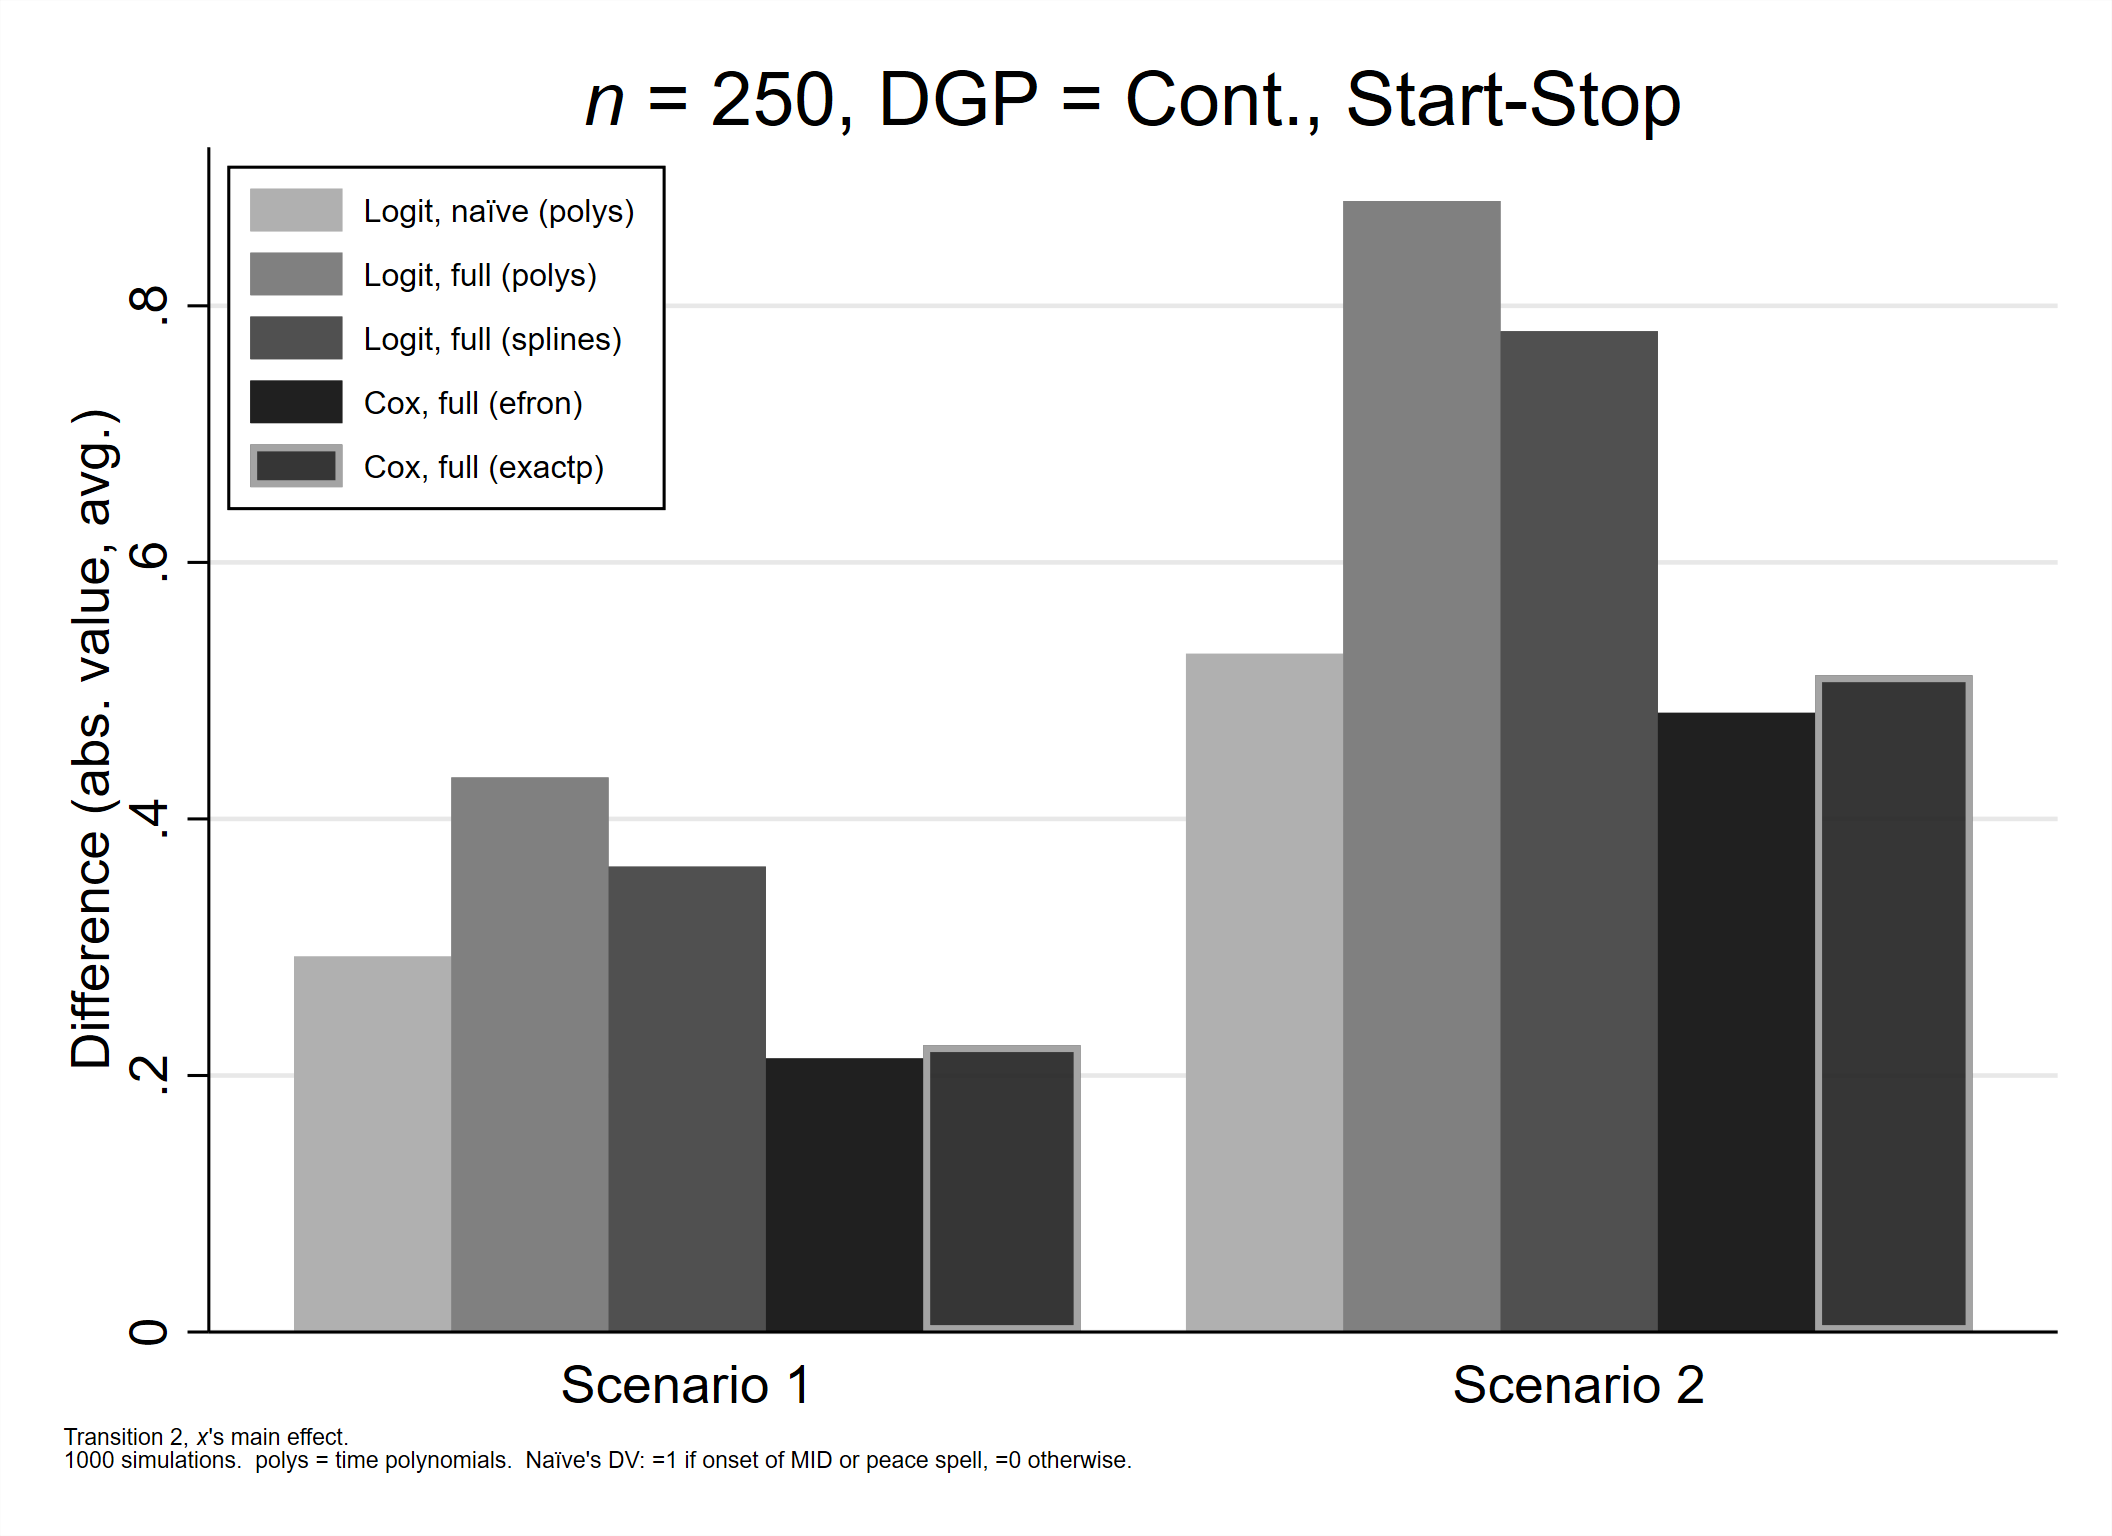 n = 250, DGP = Cont., Start-Stop
Logit, naïve (polys)
Logit, full (polys)
Logit, full (splines)
Cox, full (efron)
Cox, full (exactp)
Difference (abs. value, avg.)
.8
.6
.4
.2
0
Scenario 1
Scenario 2
Transition 2, x's main effect.
1000 simulations.  polys = time polynomials.  Naïve's DV: =1 if onset of MID or peace spell, =0 otherwise.